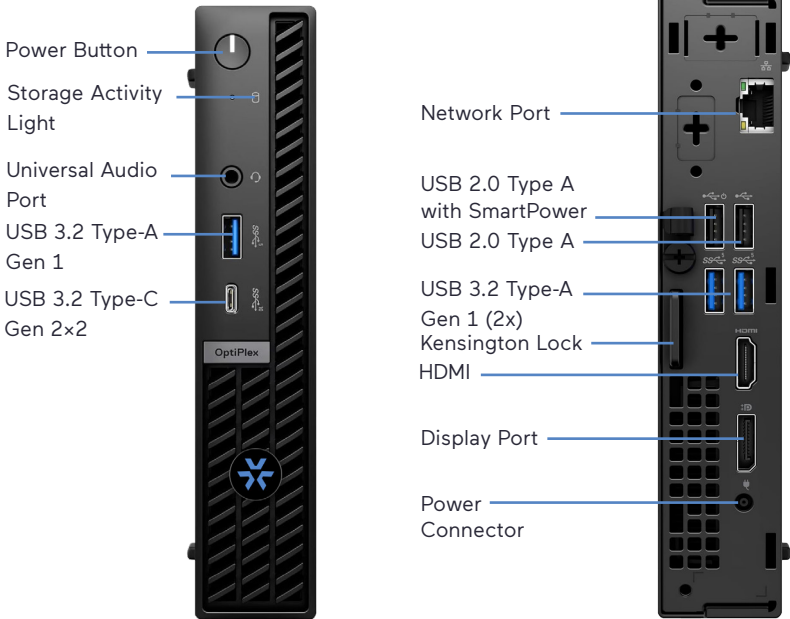 Power Button
Storage Activity
Light
Universal Audio
Port
USB 3.2 Type-A
Gen 1
USB 3.2 Type-C
Gen 2×2
OptiPlex
Network Port
USB 2.0 Type A
with SmartPower
USB 2.0 Type A
USB 3.2 Type-A
Gen 1 (2x)
Kensington Lock
HDMI
Display Port
Power
Connector
HDMI